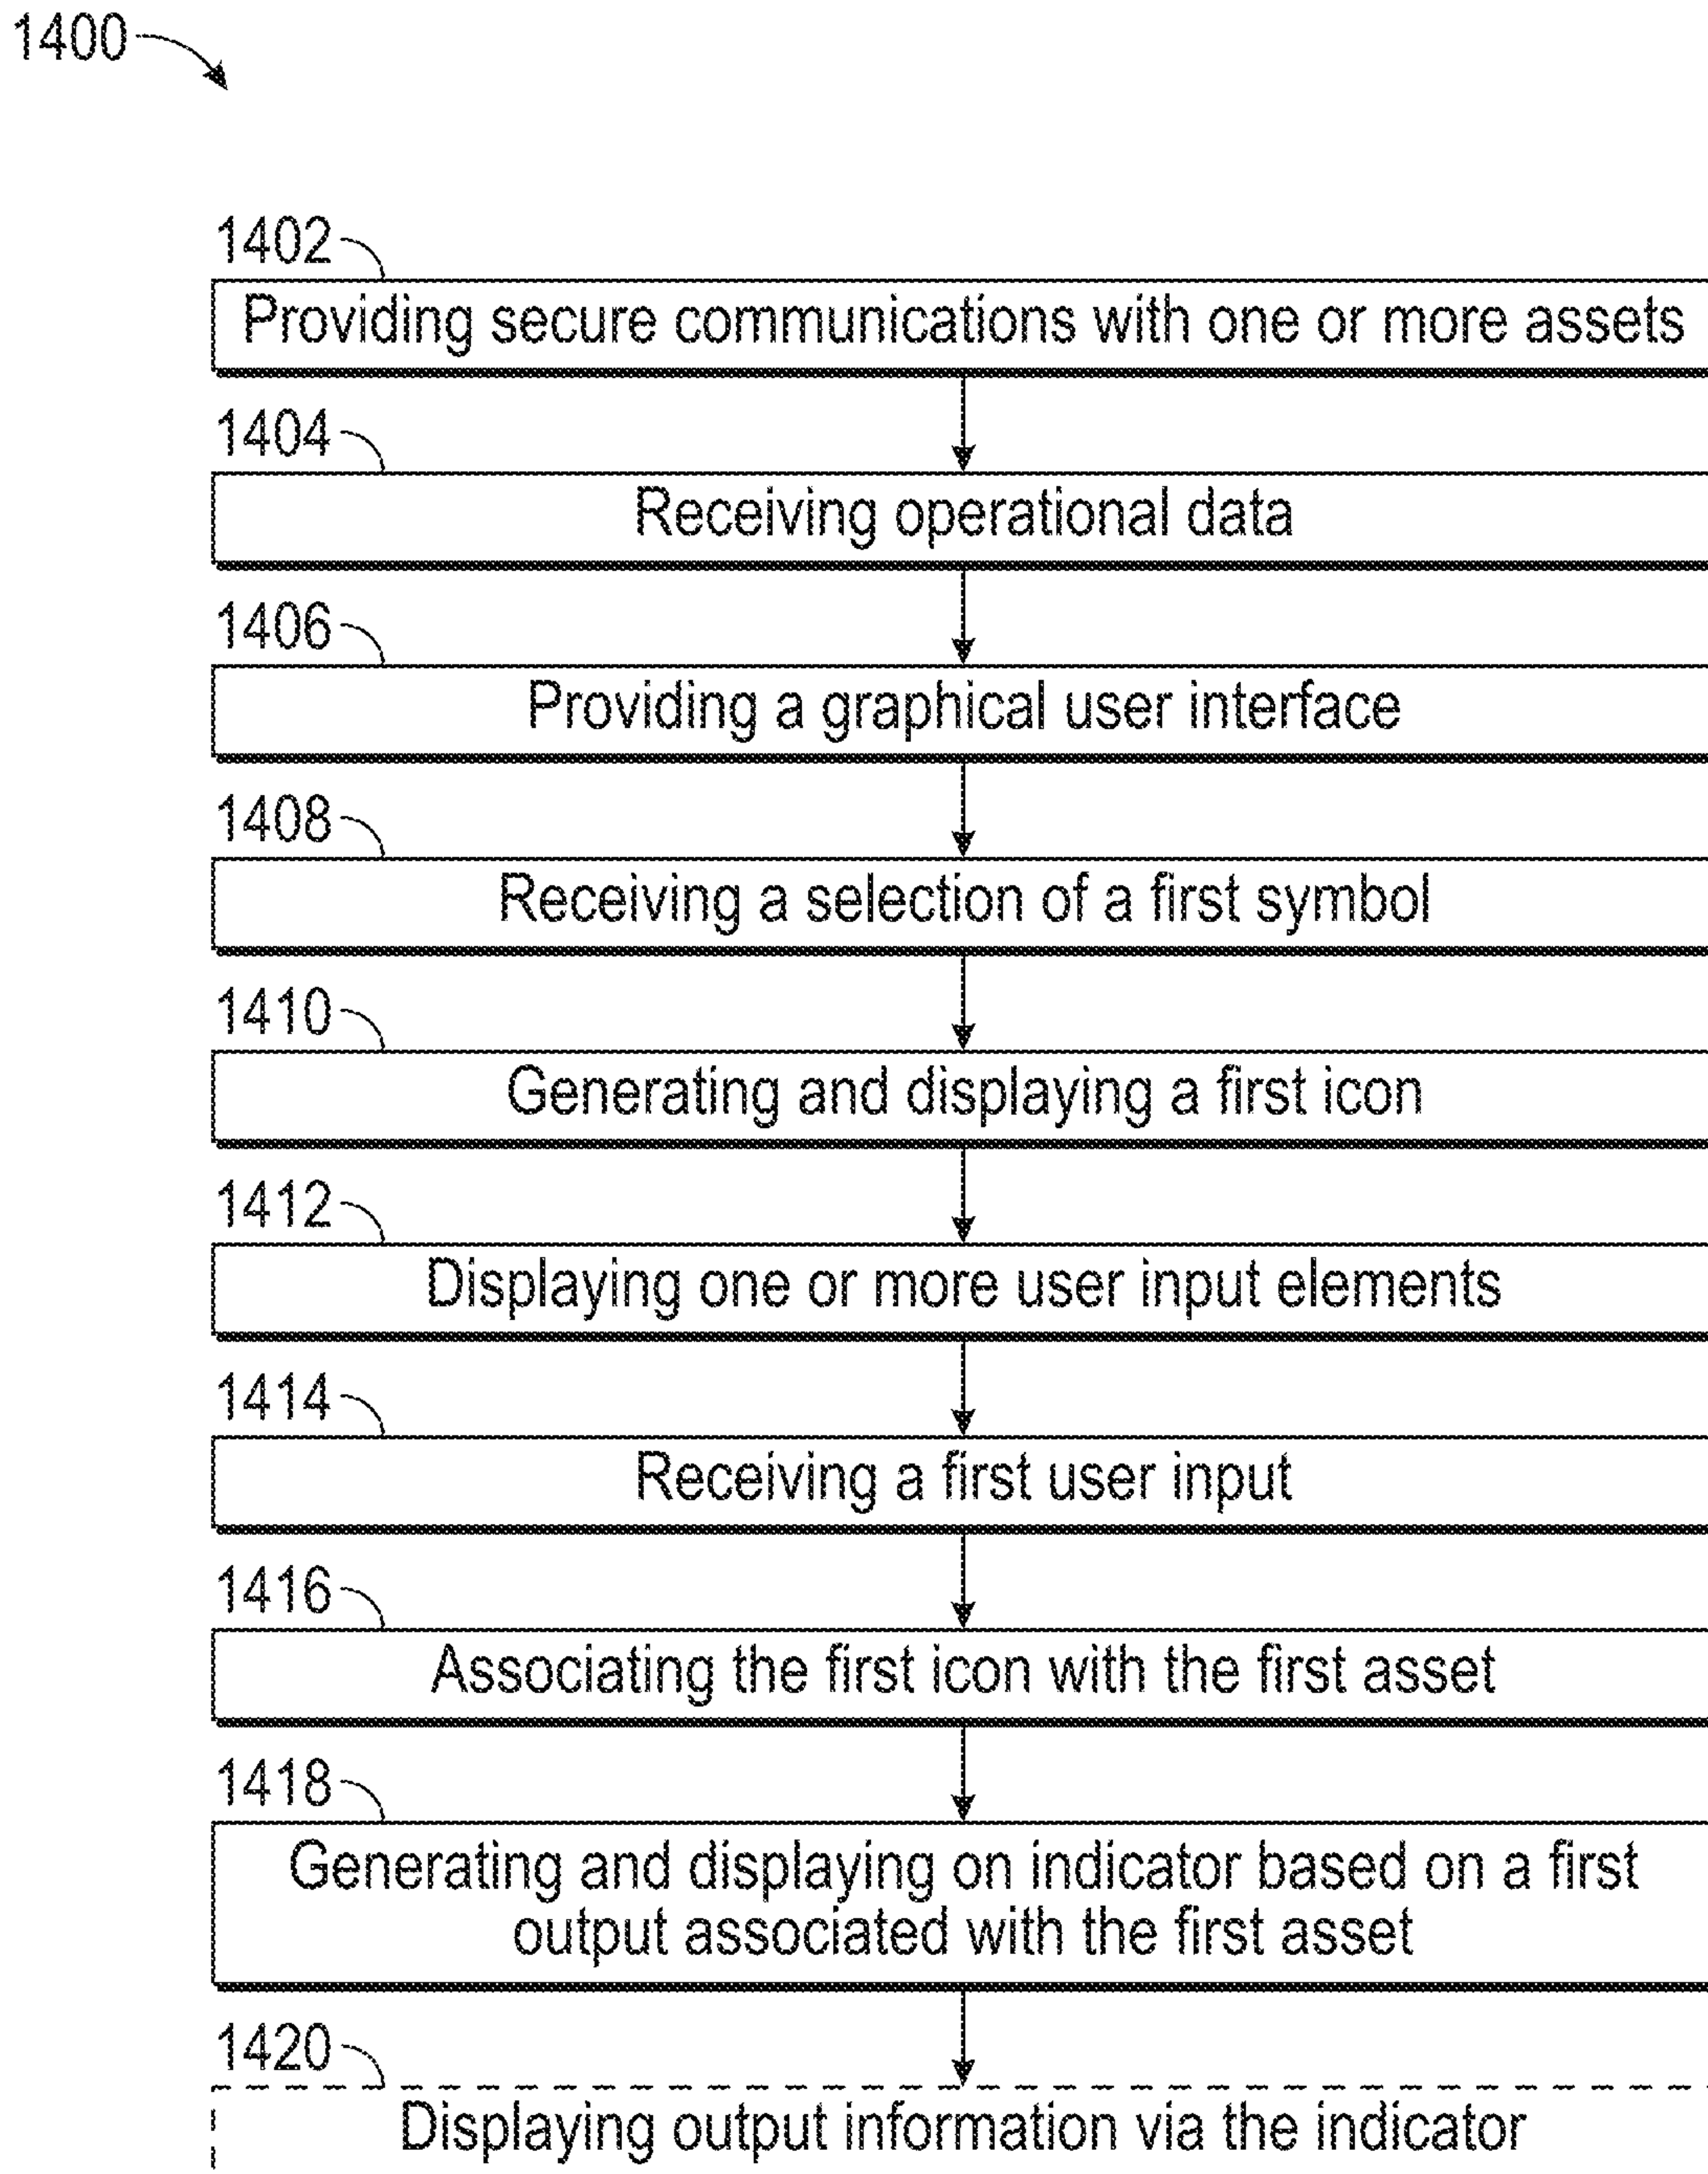 1400
1402
Providing secure communications with one or more assets
1404
Receiving operational data
1406
Providing a graphical user interface
1408
Receiving a selection of a first symbol
1410
Generating and displaying a first icon
1412
Displaying one or more user input elements
1414
Receiving a first user input
1416
Associating the first icon with the first asset
1418
Generating and displaying on indicator based on a first
output associated with the first asset
1420
Displaying output information via the indicator